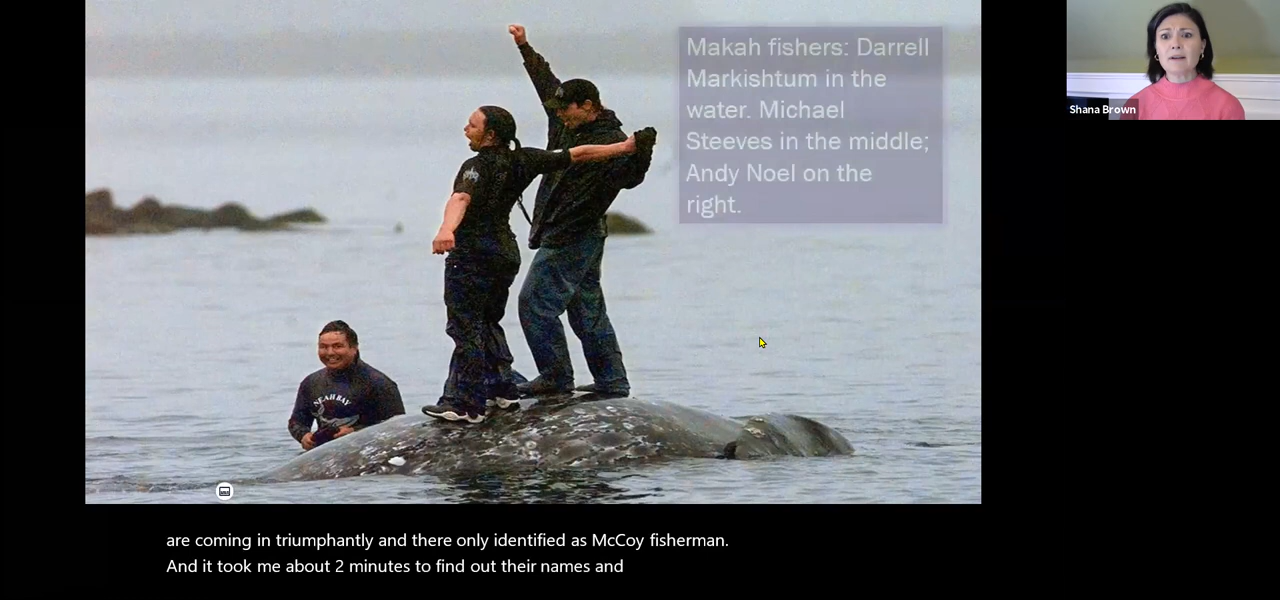 Makah fishers: Darrell
Markishtum in the
water. Michael
Steeves in the middle;
Andy Noel on the
right.
Shana Brown
NEAH BAY
are coming in triumphantly and there only identified as McCoy fisherman.
And it took me about 2 minutes to find out their names and